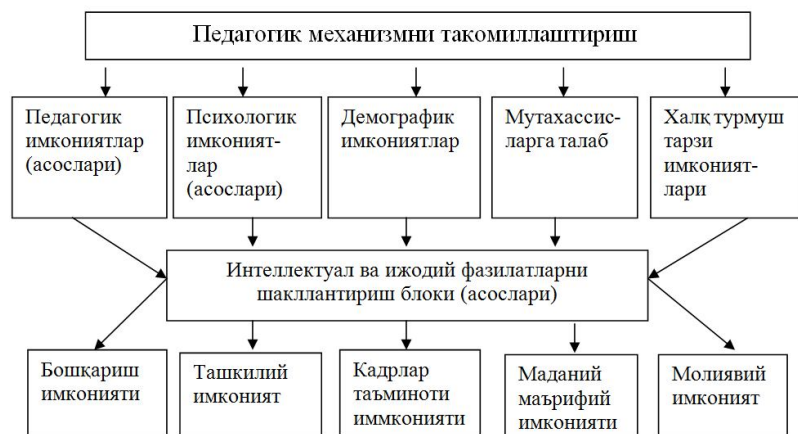 Педагогик механизмни такомиллаштириш
Педагогик
имкониятлар
(асослари)
Психологик
имконият-
лар
(асослари)
Демографик
имкониятлар
Мутахассис-
ларга талаб
Халқ турмуш
тарзи
имконият-
лари
Интеллектуал ва ижодий фазилатларни
шакллантириш блоки (асослари)
Бошқариш
имконияти
Ташкилий
имконият
Кадрлар
таъминоти
иммконияти
Маданий
маърифий
имконияти
Молиявий
имконият